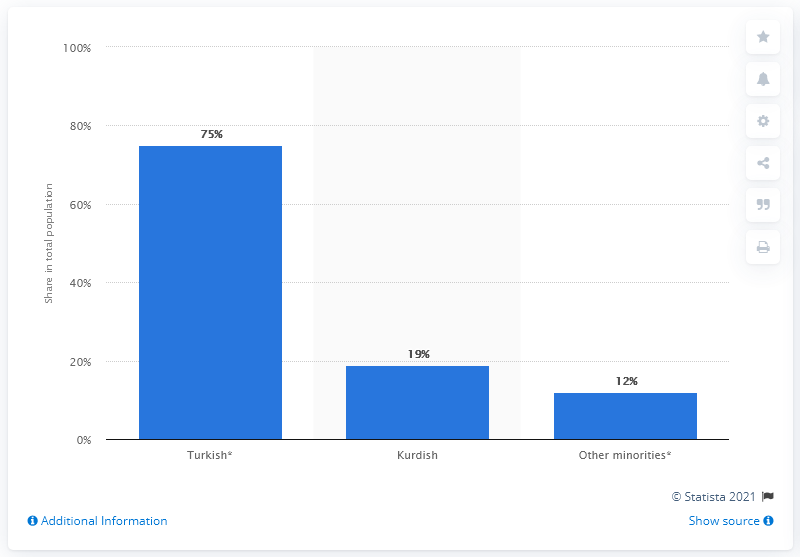 100%
80%
60%
40%
20%
0%
Share in total population
75%
19%
12%
Turkish*
Kurdish
Other minorities*
© Statista 2021
Additional Information
Show source